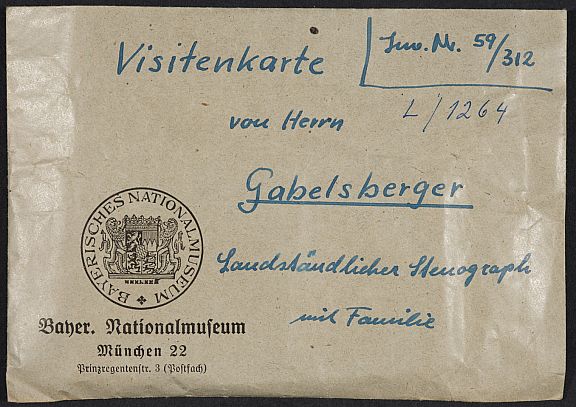 Visitenkarte
Inv. Nr. 59/312
L/1264
von Herrn
Gabelsberger
Landständlicher Stenograph
mit Familie
BAYERISCHES NATIONALMUSEUM
Bayer. Nationalmuseum
München 22
Prinzregentenstr. 3 (Postfach)